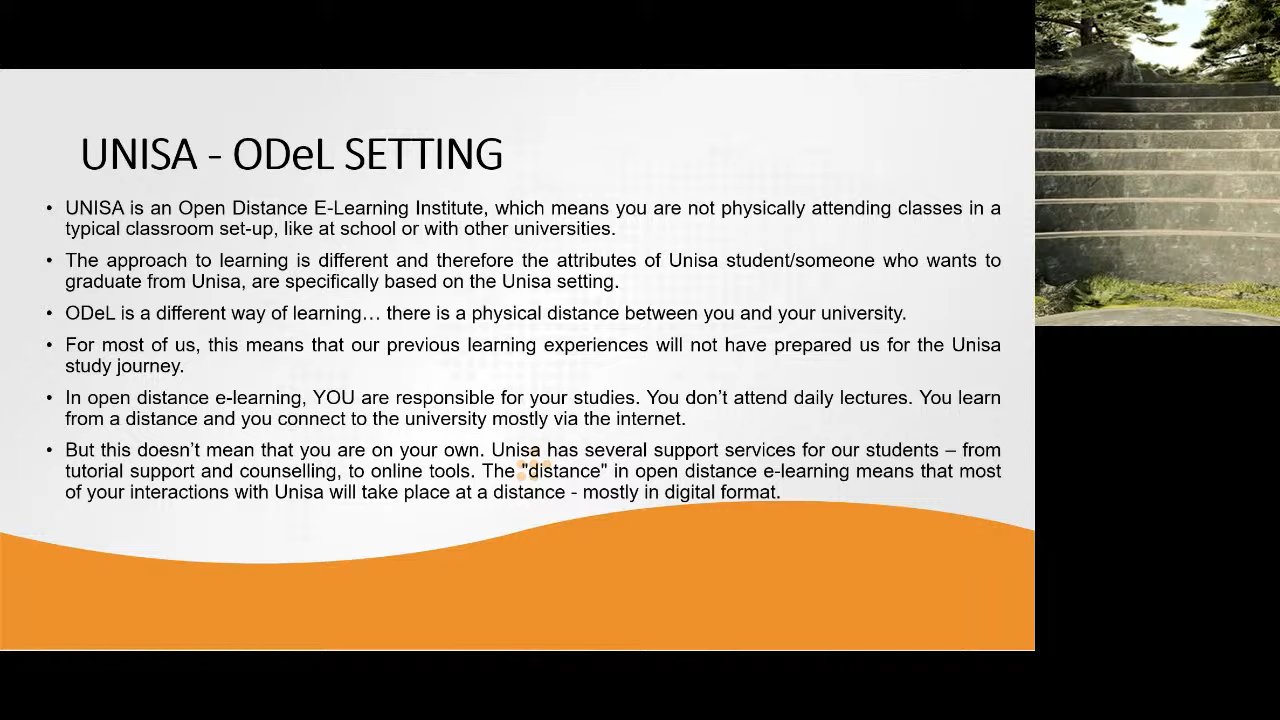 UNISA - ODeL SETTING
• UNISA is an Open Distance E-Learning Institute, which means you are not physically attending classes in a
typical classroom set-up, like at school or with other universities.
• The approach to learning is different and therefore the attributes of Unisa student/someone who wants to
graduate from Unisa, are specifically based on the Unisa setting.
• ODeL is a different way of learning… there is a physical distance between you and your university.
• For most of us, this means that our previous learning experiences will not have prepared us for the Unisa
study journey.
• In open distance e-learning, YOU are responsible for your studies. You don’t attend daily lectures. You learn
from a distance and you connect to the university mostly via the internet.
• But this doesn’t mean that you are on your own. Unisa has several support services for our students – from
tutorial support and counselling, to online tools. The "distance" in open distance e-learning means that most
of your interactions with Unisa will take place at a distance - mostly in digital format.